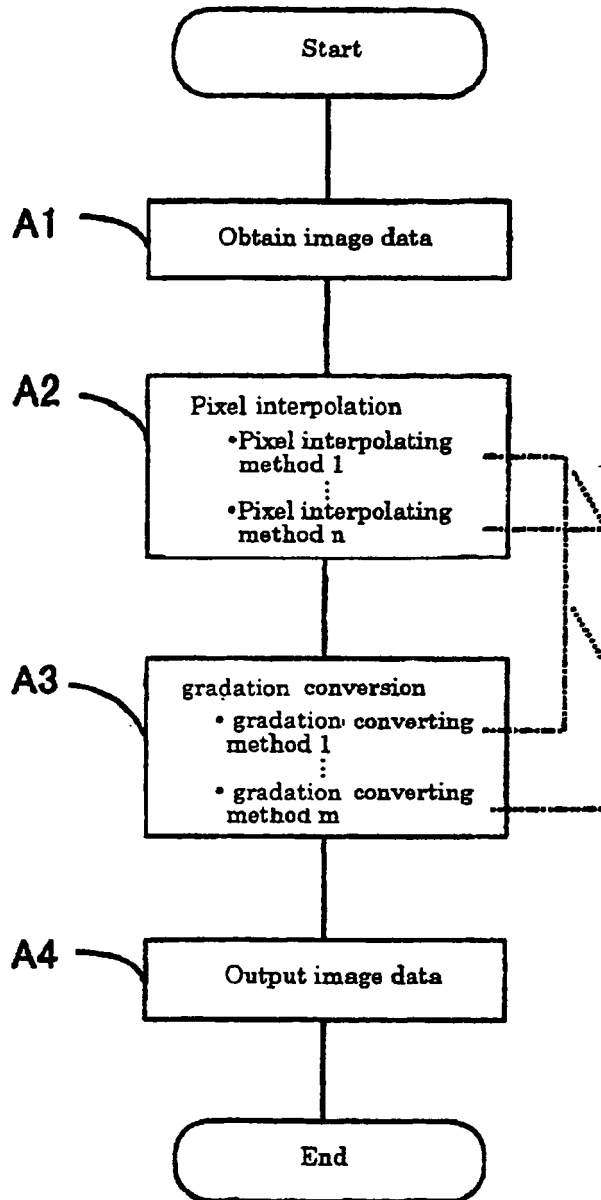 Start
A1
Obtain image data
A2
Pixel interpolation
•Pixel interpolating
method 1
⋮
•Pixel interpolating
method n
A3
gradation conversion
• gradation converting
method 1
⋮
• gradation converting
method m
A4
Output image data
End